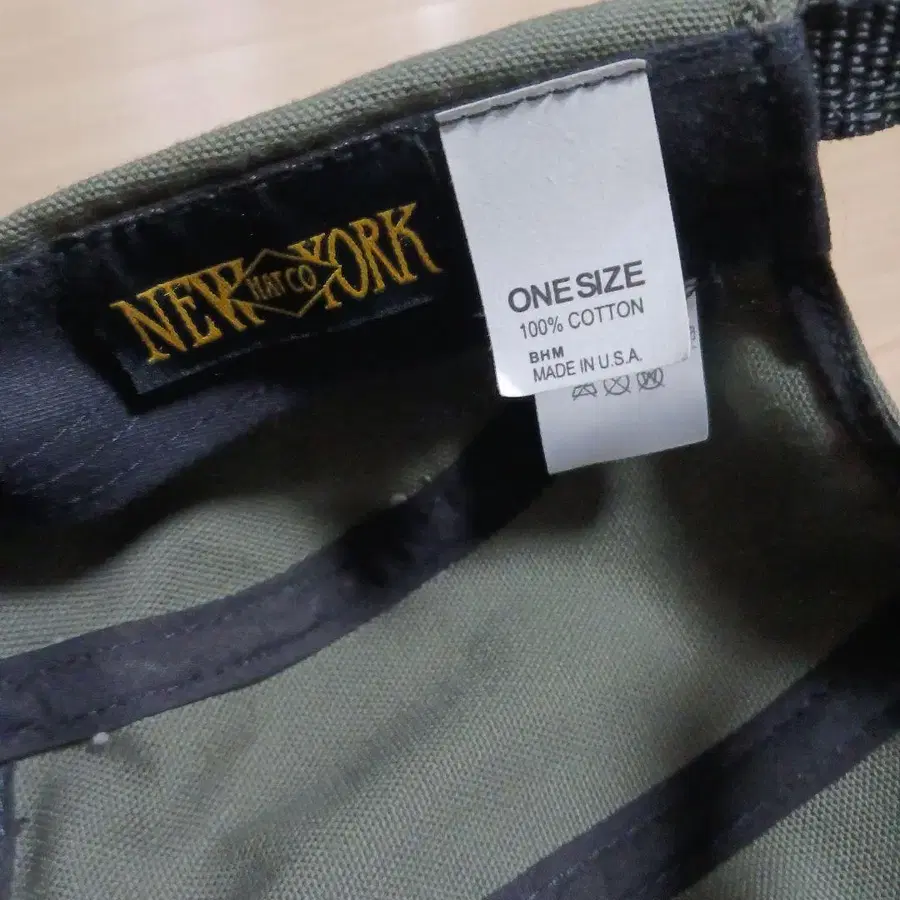 NEW HAT CO YORK
ONE SIZE
100% COTTON
BHM
MADE IN U.S.A.